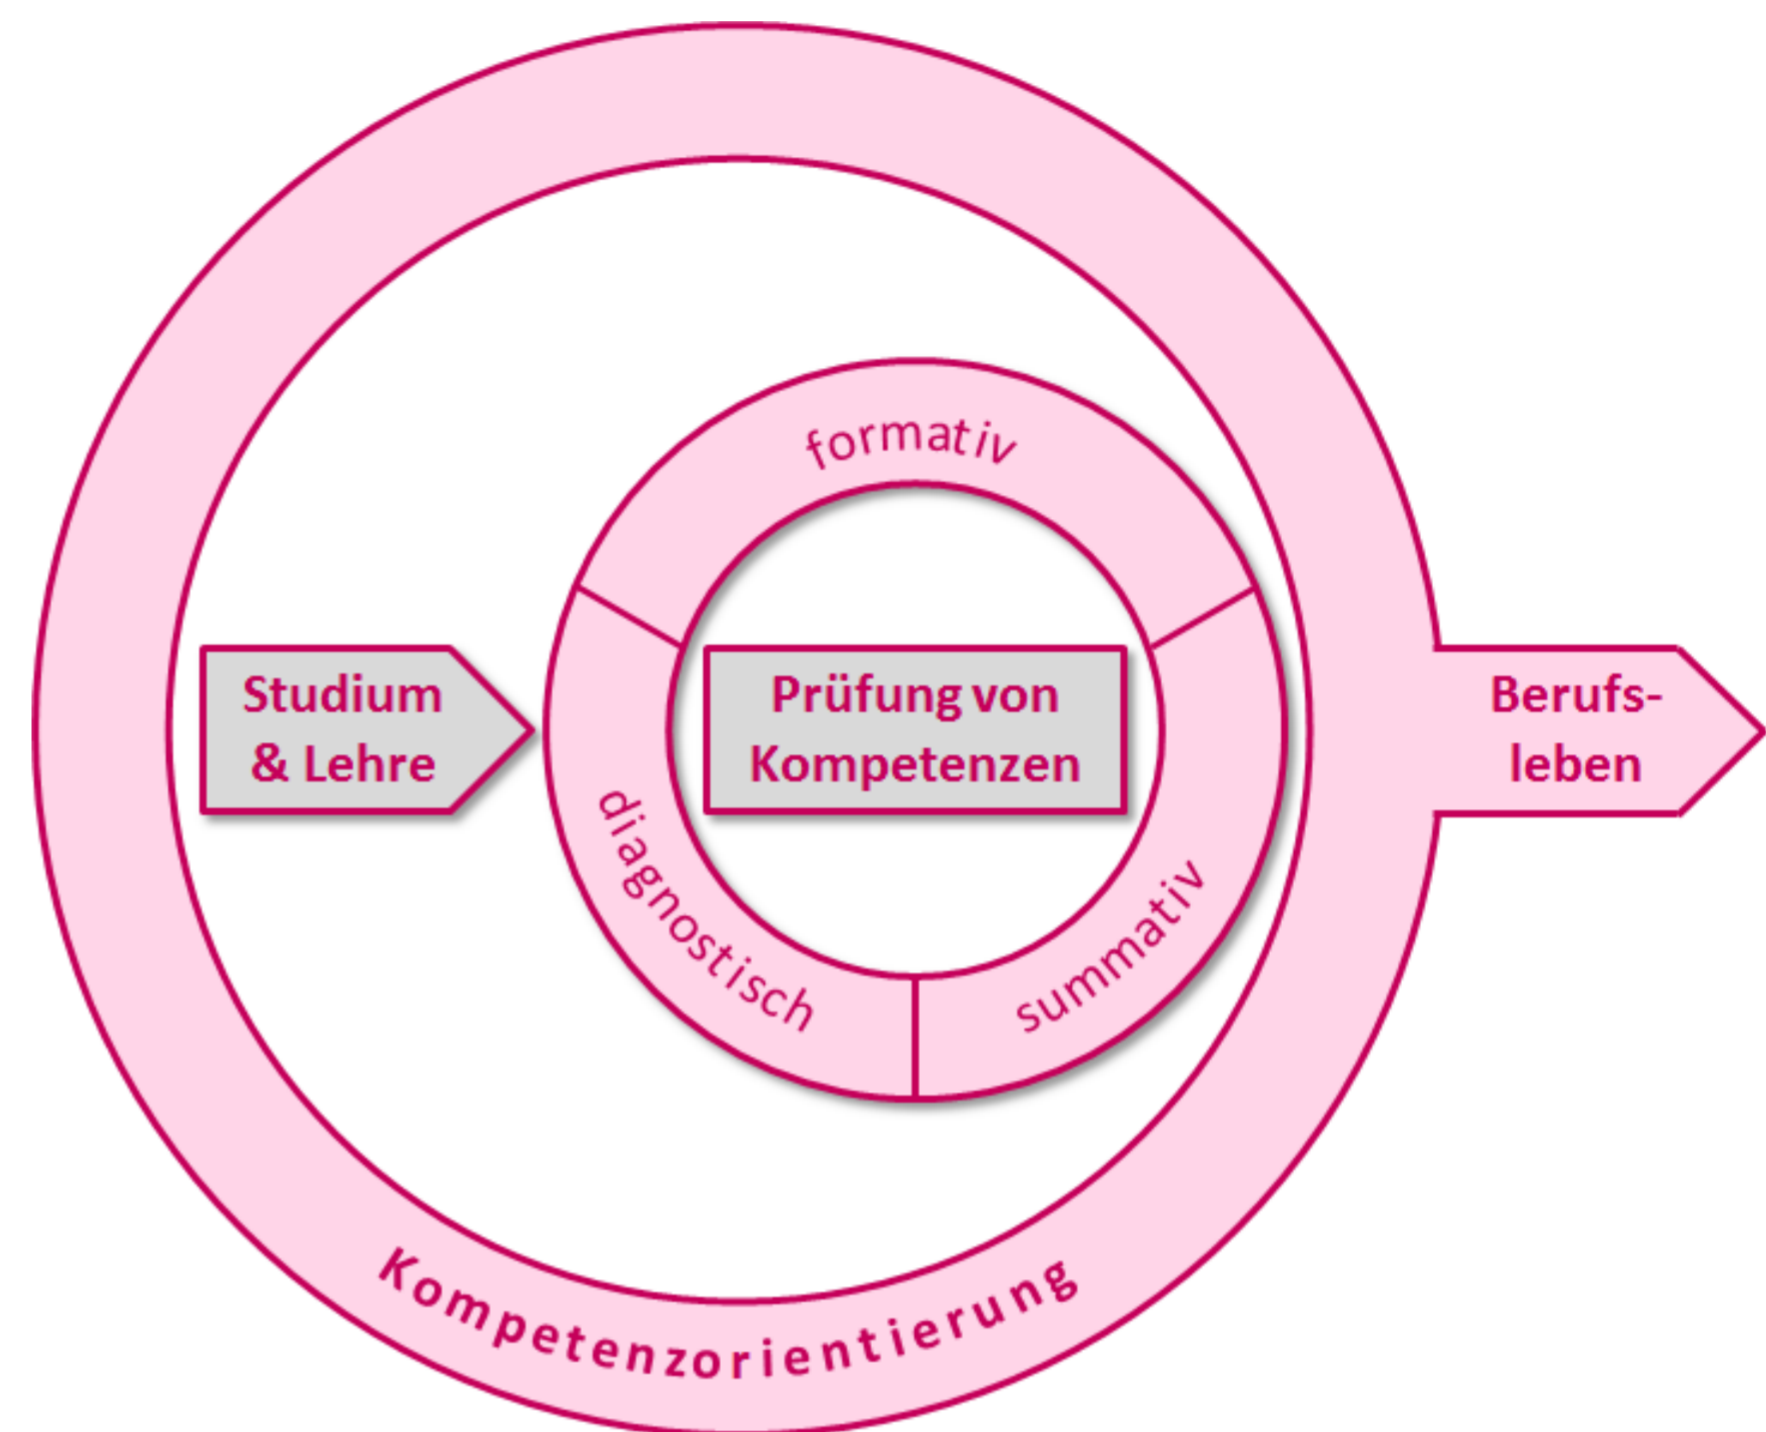 formativ
Studium
& Lehre
Prüfung von
Kompetenzen
Berufs-
leben
diagnostisch
summativ
Kompetenzorientierung